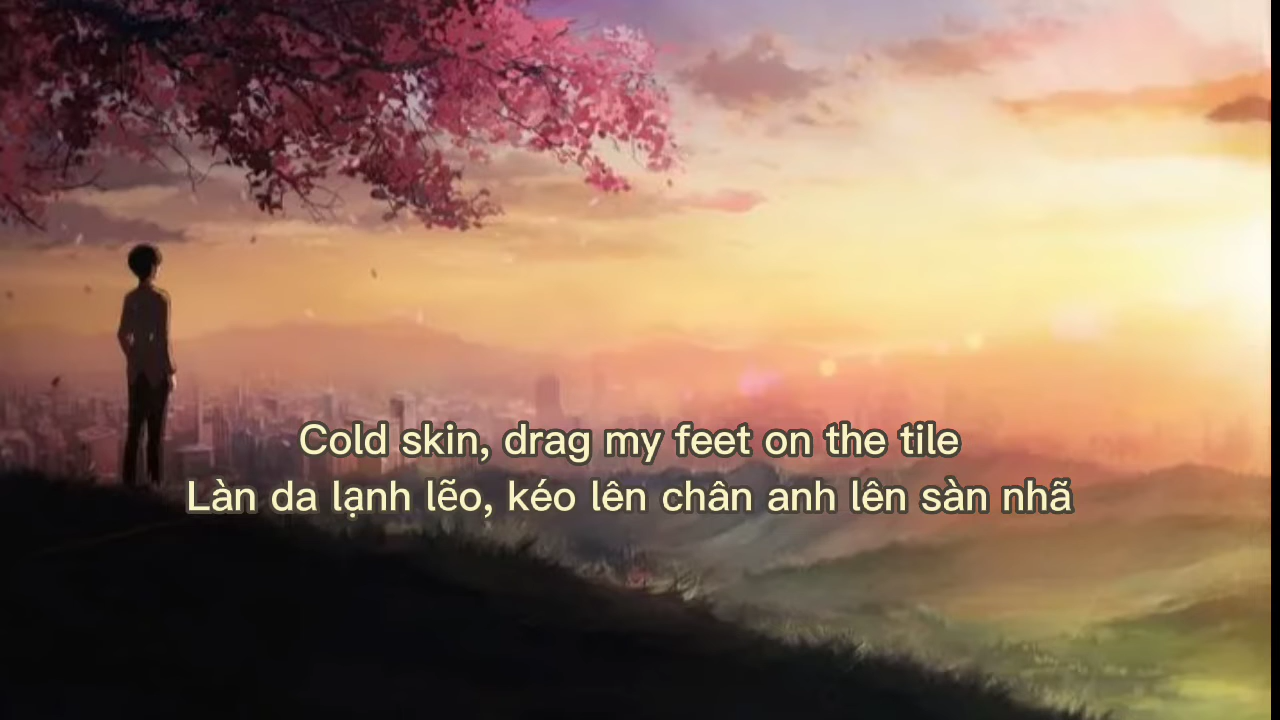 Cold skin, drag my feet on the tile
Làn da lạnh lẽo, kéo lên chân anh lên sàn nhã